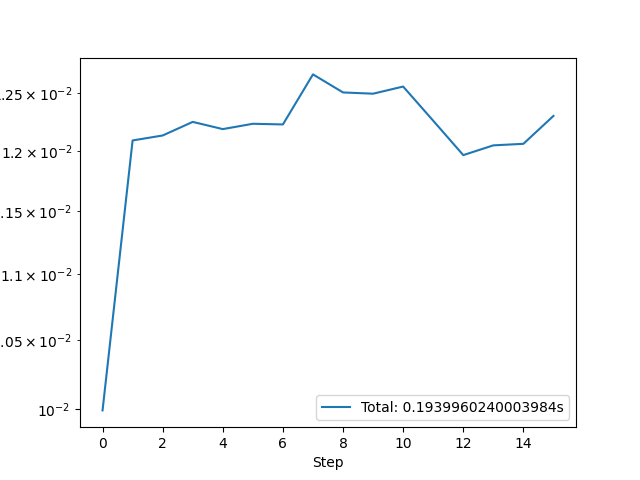 .25 × 10⁻²
1.2 × 10⁻²
.15 × 10⁻²
1.1 × 10⁻²
.05 × 10⁻²
10⁻²
Total: 0.1939960240003984s
0 2 4 6 8 10 12 14
Step